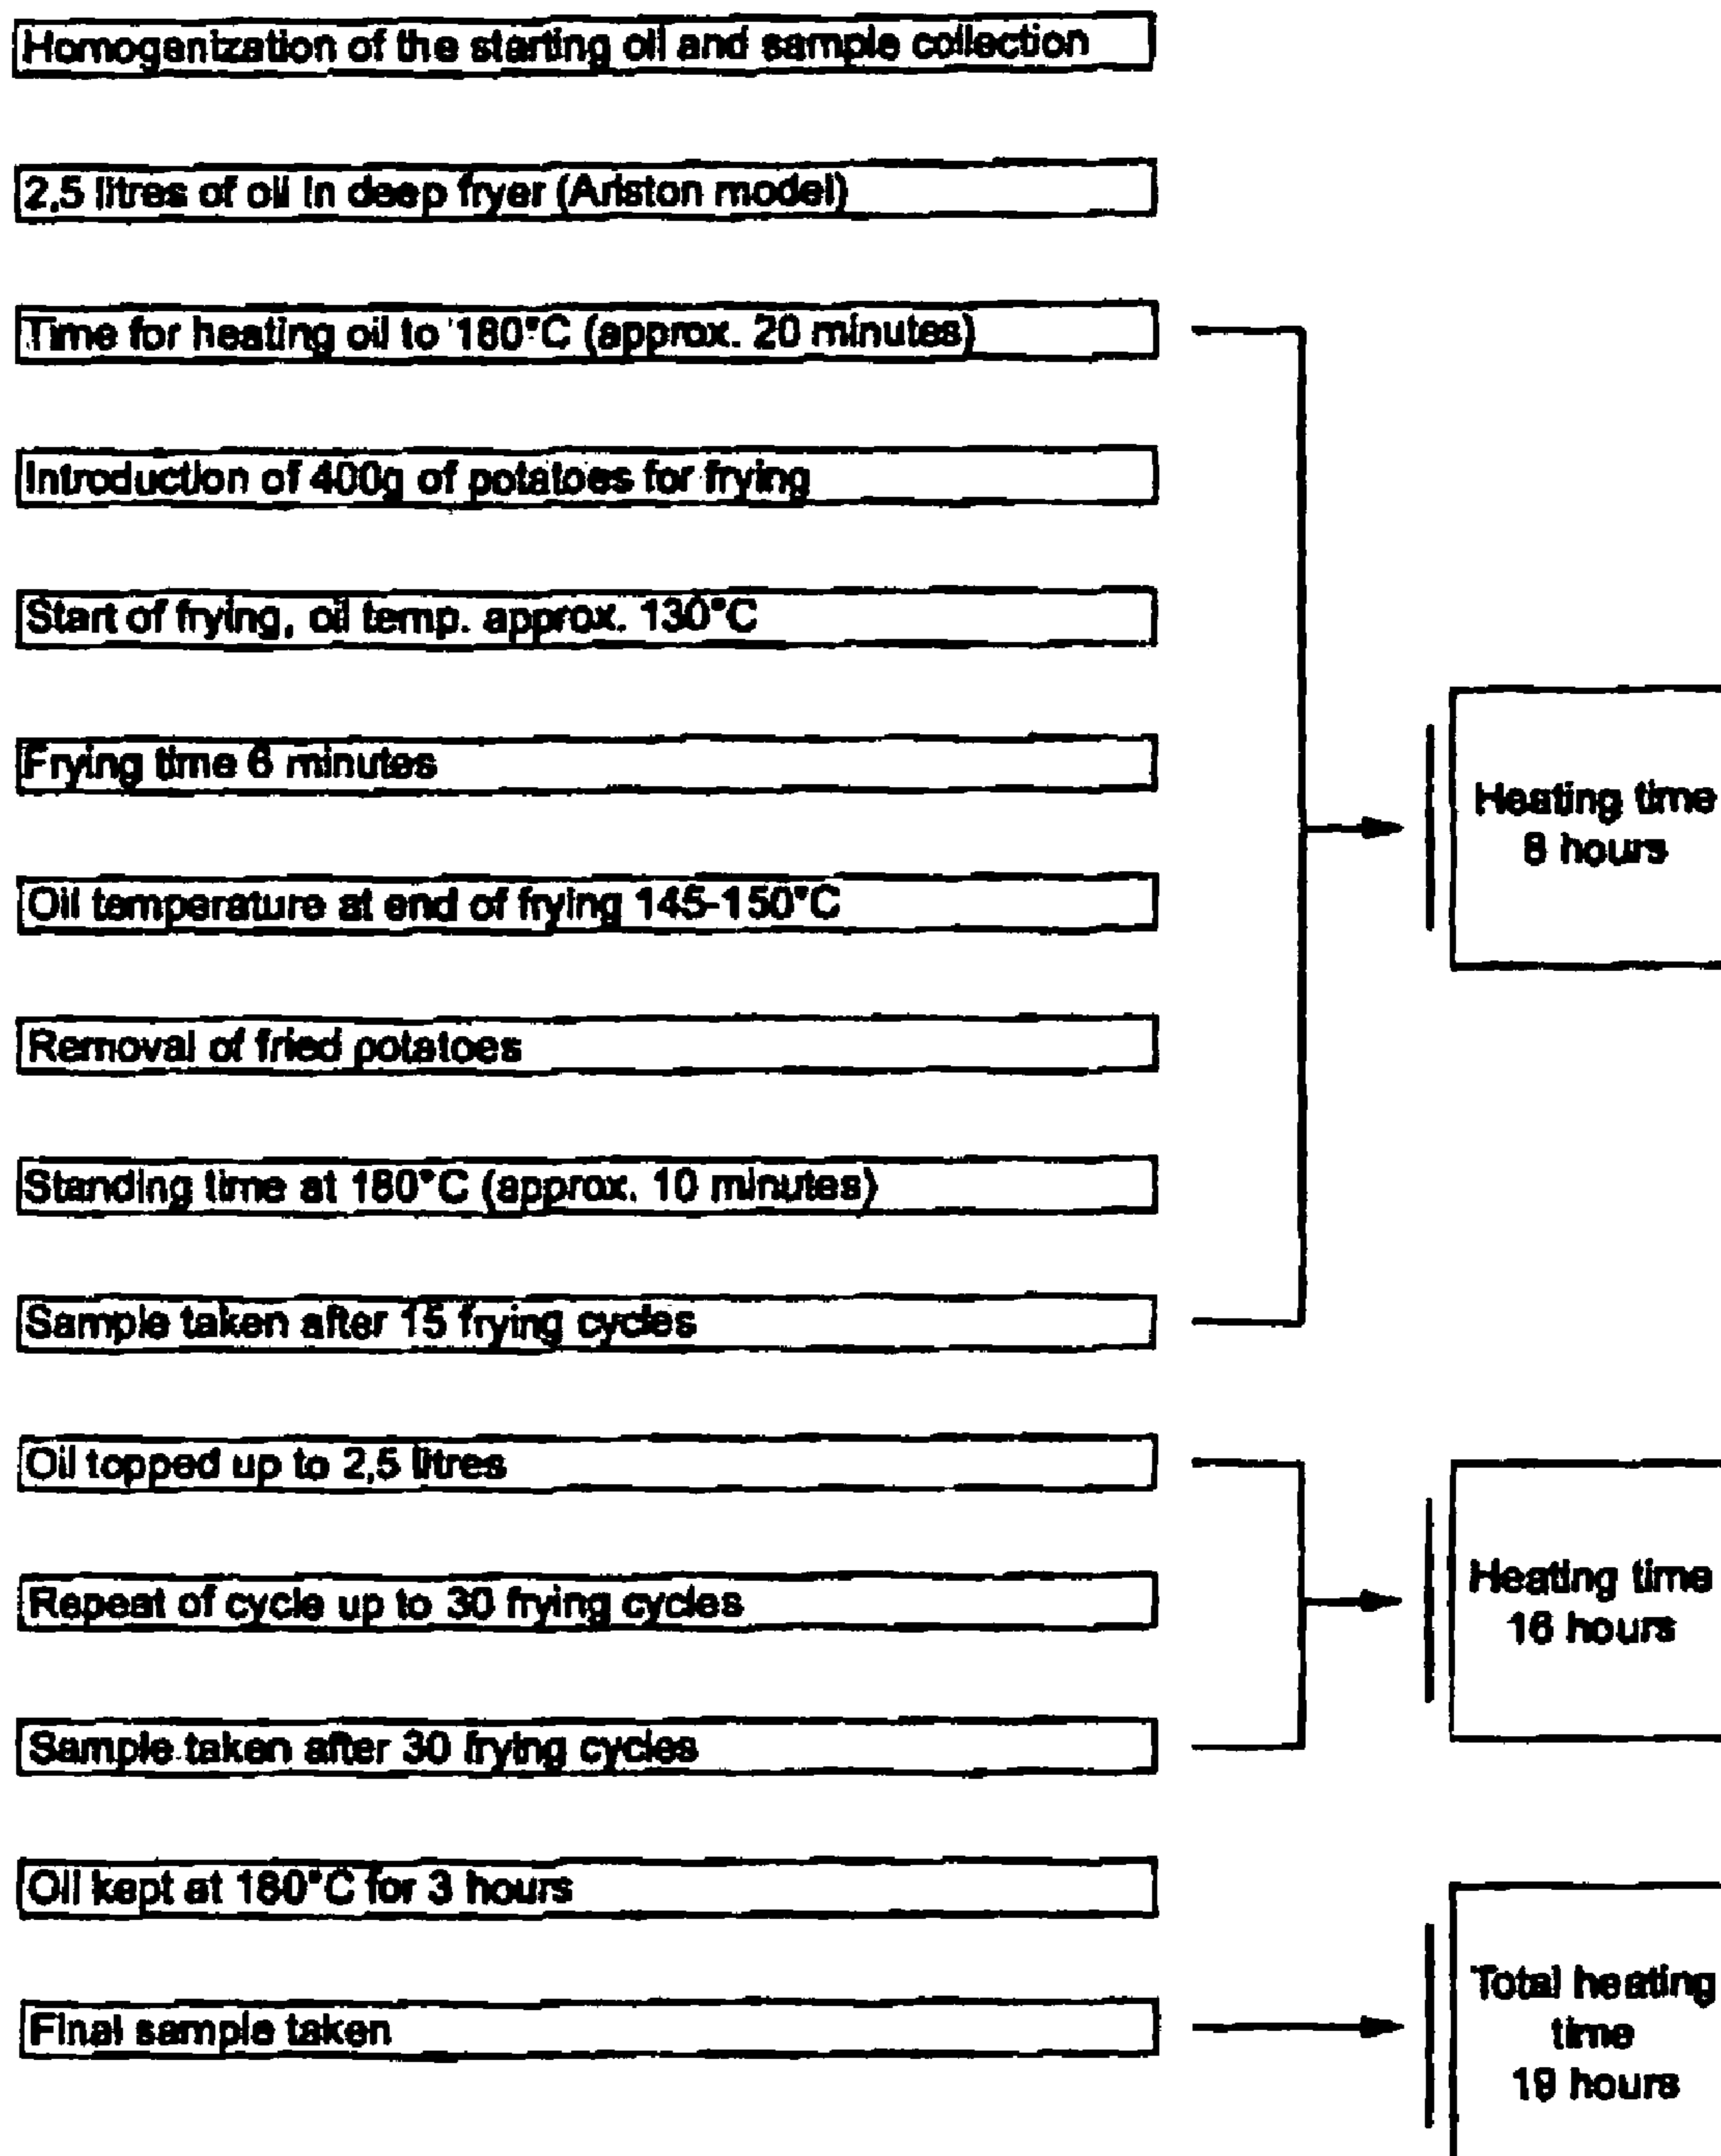 Homogenization of the starting oil and sample collection
2,5 litres of oil in deep fryer (Ariston model)
Time for heating oil to 180°C (approx. 20 minutes)
Introduction of 400g of potatoes for frying
Start of frying, oil temp. approx. 130°C
Frying time 6 minutes
Oil temperature at end of frying 145-150°C
Heating time
8 hours
Removal of fried potatoes
Standing time at 180°C (approx. 10 minutes)
Sample taken after 15 frying cycles
Oil topped up to 2,5 litres
Repeat of cycle up to 30 frying cycles
Sample taken after 30 frying cycles
Heating time
16 hours
Oil kept at 180°C for 3 hours
Final sample taken
Total heating
time
19 hours